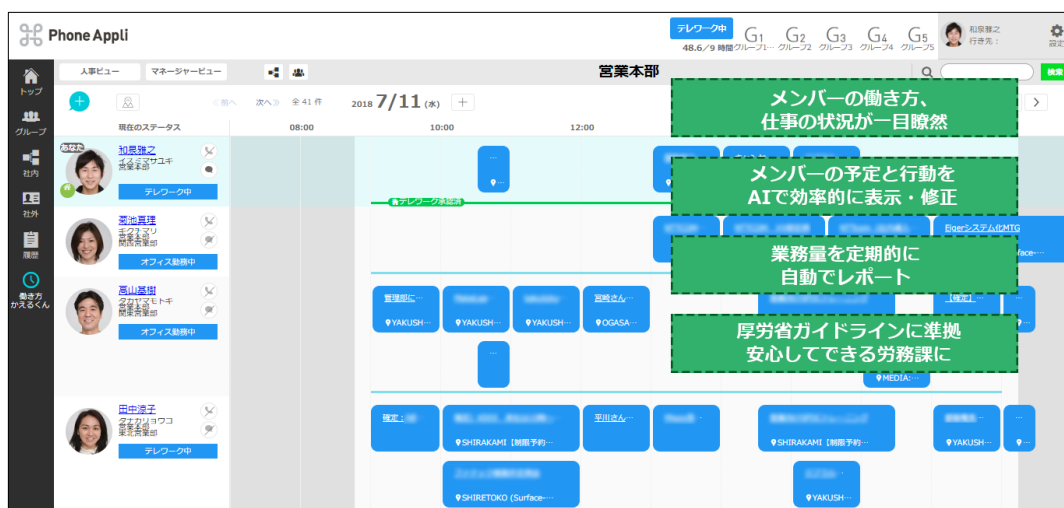 Phone Appli
テレワーク中
48.6／9 時間
G1 グループ1…
G2 グループ2
G3 グループ3
G4 グループ4
G5 グループ5
和泉雅之
行き先：
設定
トップ
グループ
社内
社外
履歴
働き方
かえるくん
人事ビュー
マネージャービュー
営業本部
検索
前へ
次へ
全 41 件
2018 7/11 (水)
現在のステータス
08:00
10:00
12:00
メンバーの働き方、
仕事の状況が一目瞭然
メンバーの予定と行動を
AIで効率的に表示・修正
業務量を定期的に
自動でレポート
厚労省ガイドラインに準拠
安心してできる労務課に
あなた
和泉雅之
イズミマサユキ
営業本部
テレワーク中
テレワーク承認済
菊池真理
キクチマリ
営業本部
関西営業部
オフィス勤務中
Eigerシステム化MTG
高山基樹
タカヤマモトキ
営業本部
関東営業部
オフィス勤務中
管理部に…
YAKUSH…
YAKUSH…
YAKUSH…
宮崎さん…
OGASA…
【確定】…
MEDIA:…
田中涼子
タナカリョウコ
営業本部
東北営業部
テレワーク中
確定：
SHIRAKAMI【制限予約…
平川さん…
SHIRAKAMI【制限予約…
YAKUSH…
SHIRETOKO (Surface-…
YAKUSH…